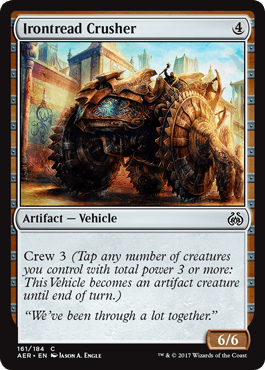 Irontread Crusher 4
Artifact — Vehicle
Crew 3 (Tap any number of creatures
you control with total power 3 or more:
This Vehicle becomes an artifact creature
until end of turn.)
“We’ve been through a lot together.”
6/6
161/184 C
AER • EN Jason A. Engle
™ & © 2017 Wizards of the Coast